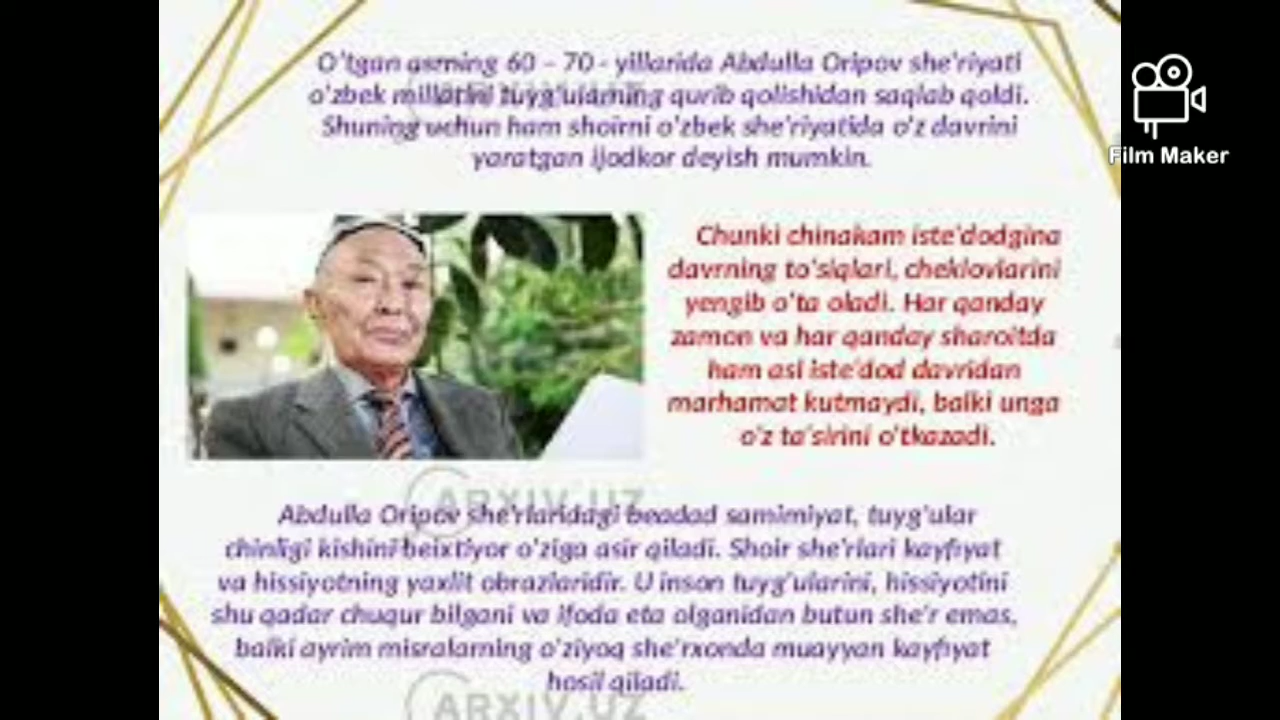 O'tgan asrning 60 – 70 - yillarida Abdulla Oripov she'riyati
o'zbek millatini tuyg'ularning qurib qolishidan saqlab qoldi.
Shuning uchun ham shoirni o'zbek she'riyatida o'z davrini
yaratgan ijodkor deyish mumkin.
Film Maker
Chunki chinakam iste'dodgina
davrning to'siqlari, cheklovlarini
yengib o'ta oladi. Har qanday
zamon va har qanday sharoitda
ham asl iste'dod davridan
marhamat kutmaydi, balki unga
o'z ta'sirini o'tkazadi.
ARXIV.UZ
Abdulla Oripov she'rlaridagi beadad samimiyat, tuyg'ular
chinligi kishini beixtiyor o'ziga asir qiladi. Shoir she'rlari kayfiyat
va hissiyotning yaxlit obrazlaridir. U inson tuyg'ularini, hissiyotini
shu qadar chuqur bilgani va ifoda eta olganidan butun she'r emas,
balki ayrim misralarning o'ziyoq she'rxonda muayyan kayfiyat
hosil qiladi.
ARXIV.UZ